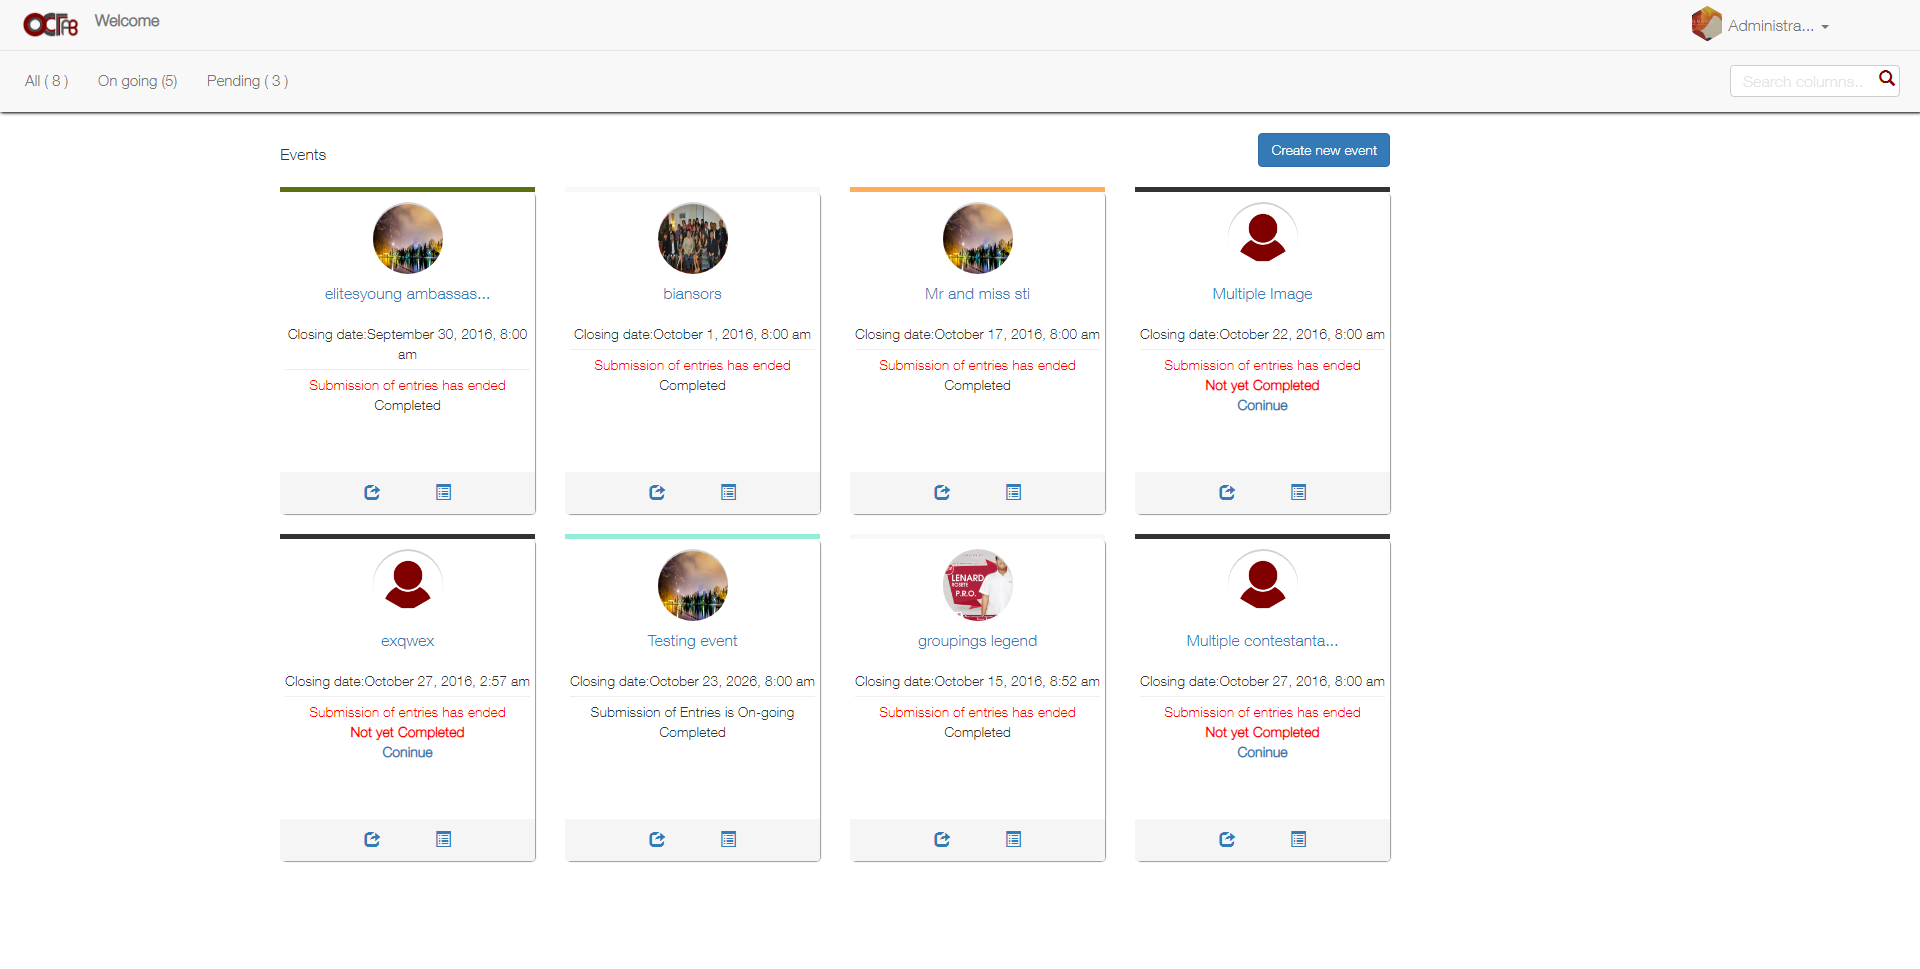 OCTAB
Welcome
Administra...
All ( 8 )
On going (5)
Pending ( 3 )
Search columns..
Events
Create new event
elitesyoung ambassas...
Closing date:September 30, 2016, 8:00
am
Submission of entries has ended
Completed
biansors
Closing date:October 1, 2016, 8:00 am
Submission of entries has ended
Completed
Mr and miss sti
Closing date:October 17, 2016, 8:00 am
Submission of entries has ended
Completed
Multiple Image
Closing date:October 22, 2016, 8:00 am
Submission of entries has ended
Not yet Completed
Coninue
exqwex
Closing date:October 27, 2016, 2:57 am
Submission of entries has ended
Not yet Completed
Coninue
Testing event
Closing date:October 23, 2026, 8:00 am
Submission of Entries is On-going
Completed
LENARD
ROSETE
P.R.O.
groupings legend
Closing date:October 15, 2016, 8:52 am
Submission of entries has ended
Completed
Multiple contestanta...
Closing date:October 27, 2016, 8:00 am
Submission of entries has ended
Not yet Completed
Coninue